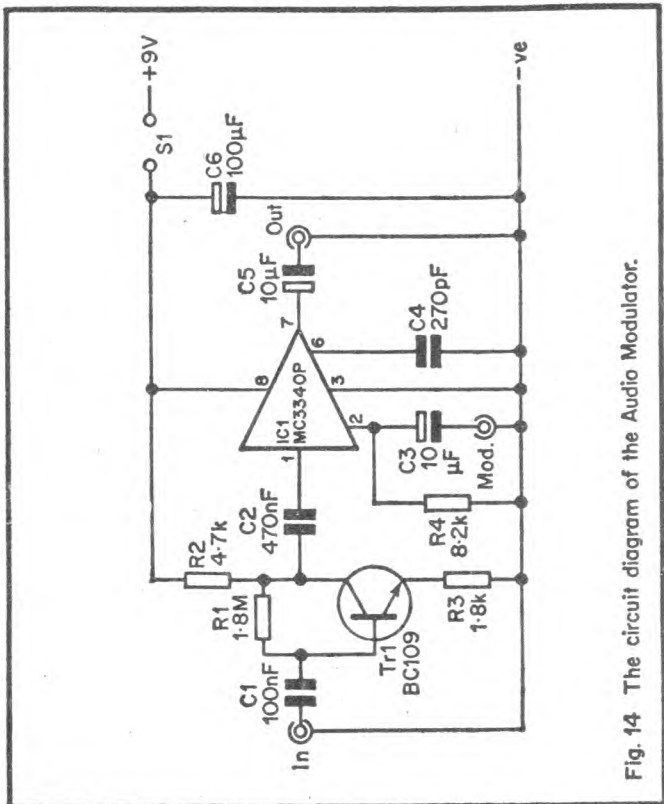 +9V
S1
C6
100µF
Out
C5
10µF
7
6
C4
270pF
8
IC1
MC3340P
3
1
2
C3
10
µF
Mod.
C2
470nF
R4
8·2k
R2
4·7k
R1
1·8M
Tr1
BC109
R3
1·8k
C1
100nF
In
-ve
Fig. 14 The circuit diagram of the Audio Modulator.